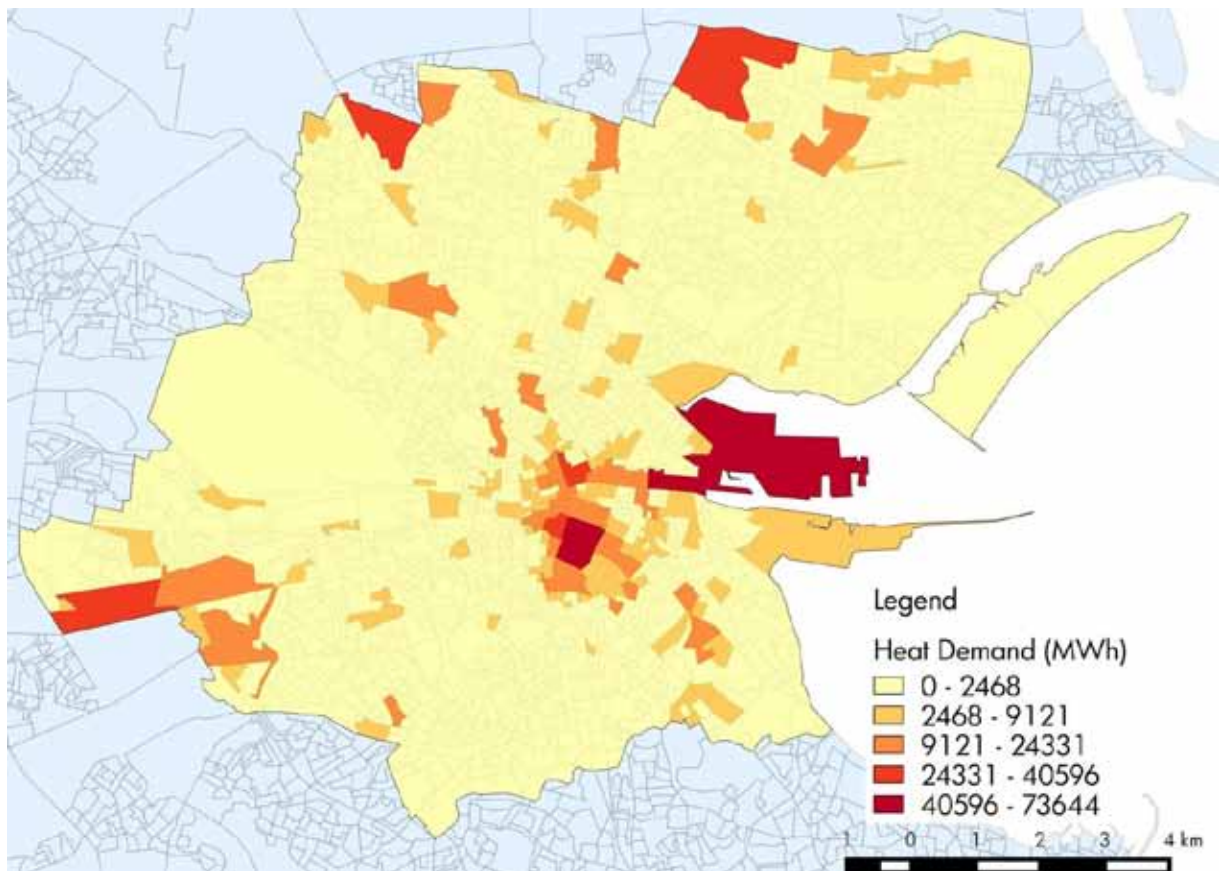 Legend
Heat Demand (MWh)
0 - 2468
2468 - 9121
9121 - 24331
24331 - 40596
40596 - 73644
1 0 1 2 3 4 km